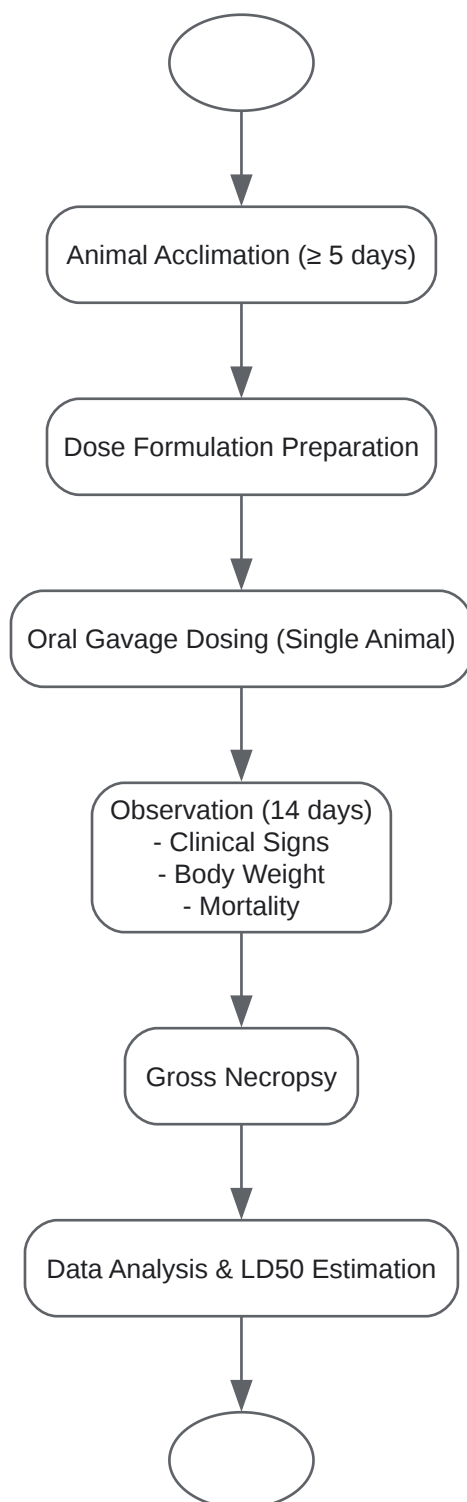 Animal Acclimation (≥ 5 days)
Dose Formulation Preparation
Oral Gavage Dosing (Single Animal)
Observation (14 days)
- Clinical Signs
- Body Weight
- Mortality
Gross Necropsy
Data Analysis & LD50 Estimation